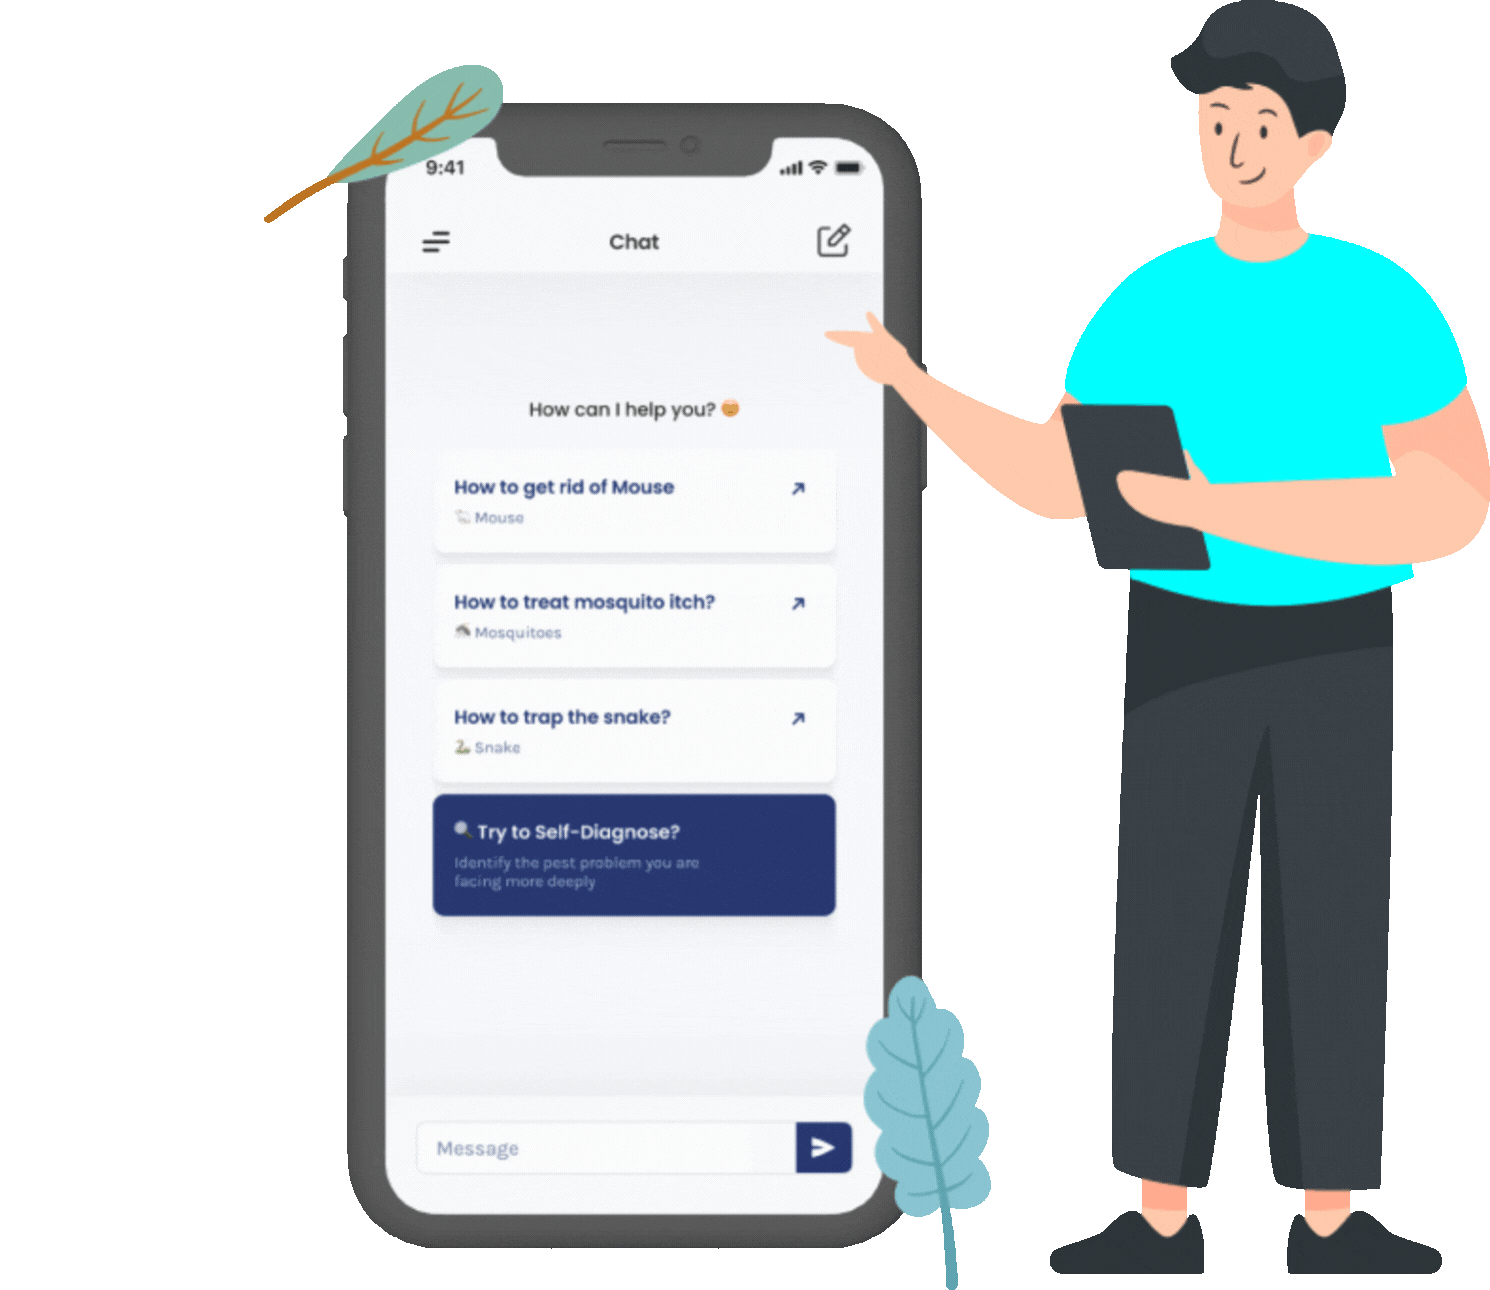 9:41
Chat
How can I help you?
How to get rid of Mouse
Mouse
How to treat mosquito itch?
Mosquitoes
How to trap the snake?
Snake
Try to Self-Diagnose?
Identify the pest problem you are
facing more deeply
Message